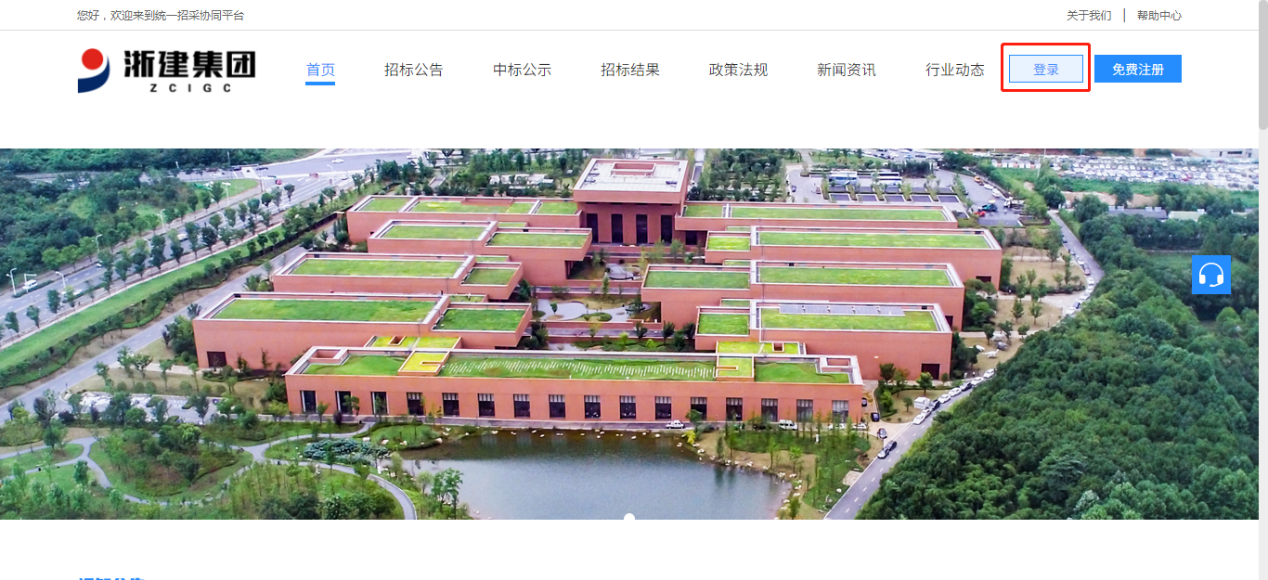 您好，欢迎来到统一招采协同平台
关于我们 | 帮助中心
浙建集团
ZCIGC
首页 招标公告 中标公示 招标结果 政策法规 新闻资讯 行业动态 登录 免费注册